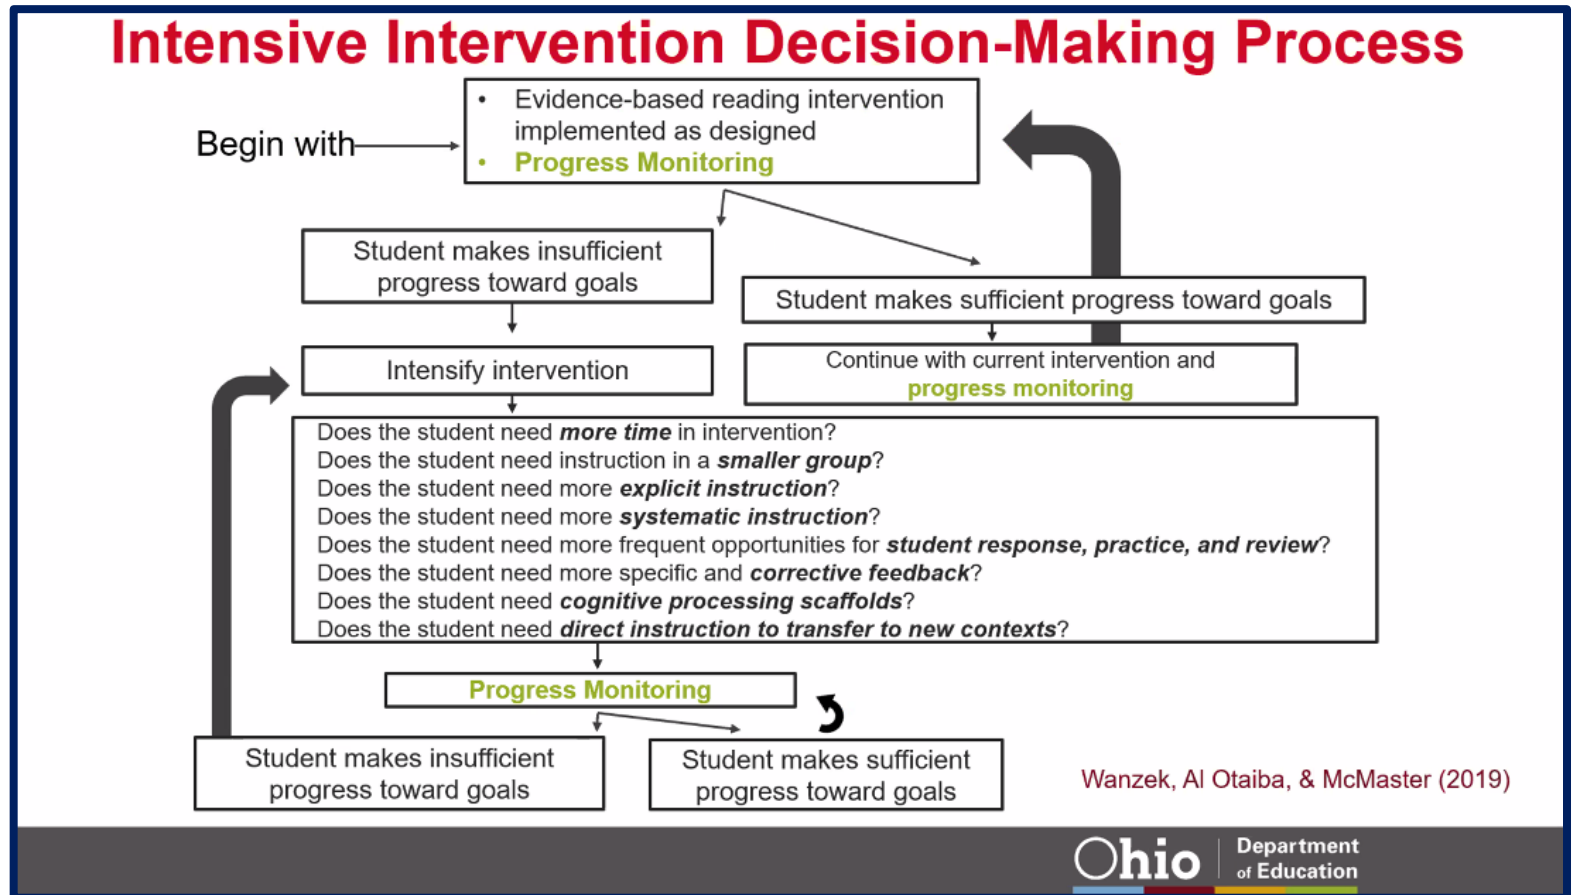 Intensive Intervention Decision-Making Process
Begin with
• Evidence-based reading intervention
implemented as designed
• Progress Monitoring
Student makes insufficient
progress toward goals
Student makes sufficient progress toward goals
Intensify intervention
Continue with current intervention and
progress monitoring
Does the student need more time in intervention?
Does the student need instruction in a smaller group?
Does the student need more explicit instruction?
Does the student need more systematic instruction?
Does the student need more frequent opportunities for student response, practice, and review?
Does the student need more specific and corrective feedback?
Does the student need cognitive processing scaffolds?
Does the student need direct instruction to transfer to new contexts?
Progress Monitoring
Student makes insufficient
progress toward goals
Student makes sufficient
progress toward goals
Wanzek, Al Otaiba, & McMaster (2019)
Ohio
Department
of Education